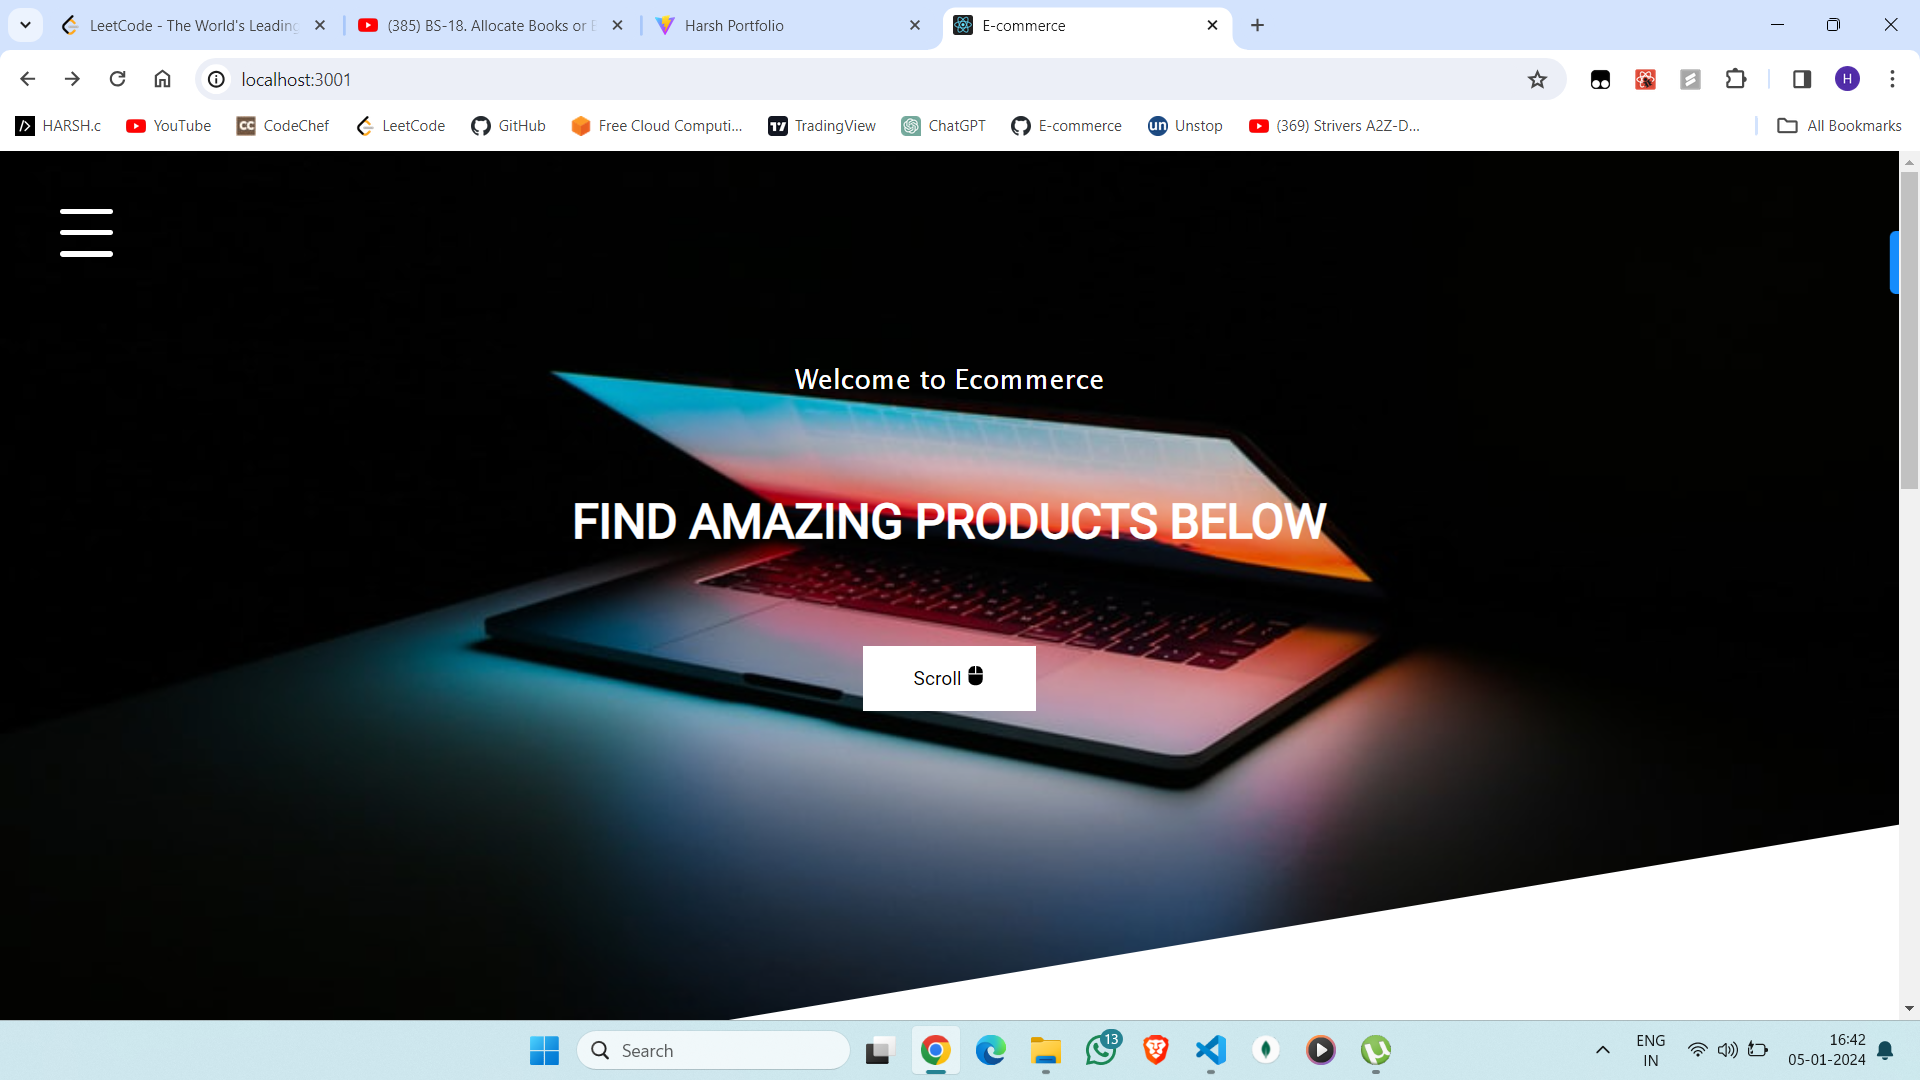 LeetCode - The World's Leading
(385) BS-18. Allocate Books or B
Harsh Portfolio
E-commerce
localhost:3001
H
HARSH.c
YouTube
CC
CodeChef
LeetCode
GitHub
Free Cloud Computi...
TradingView
ChatGPT
E-commerce
un
Unstop
(369) Strivers A2Z-D...
All Bookmarks
Welcome to Ecommerce
FIND AMAZING PRODUCTS BELOW
Scroll
Search
13
ENG
IN
16:42
05-01-2024